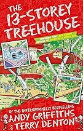 THE
13-STOREY
TREEHOUSE
ANDY GRIFFITHS
& TERRY DENTON